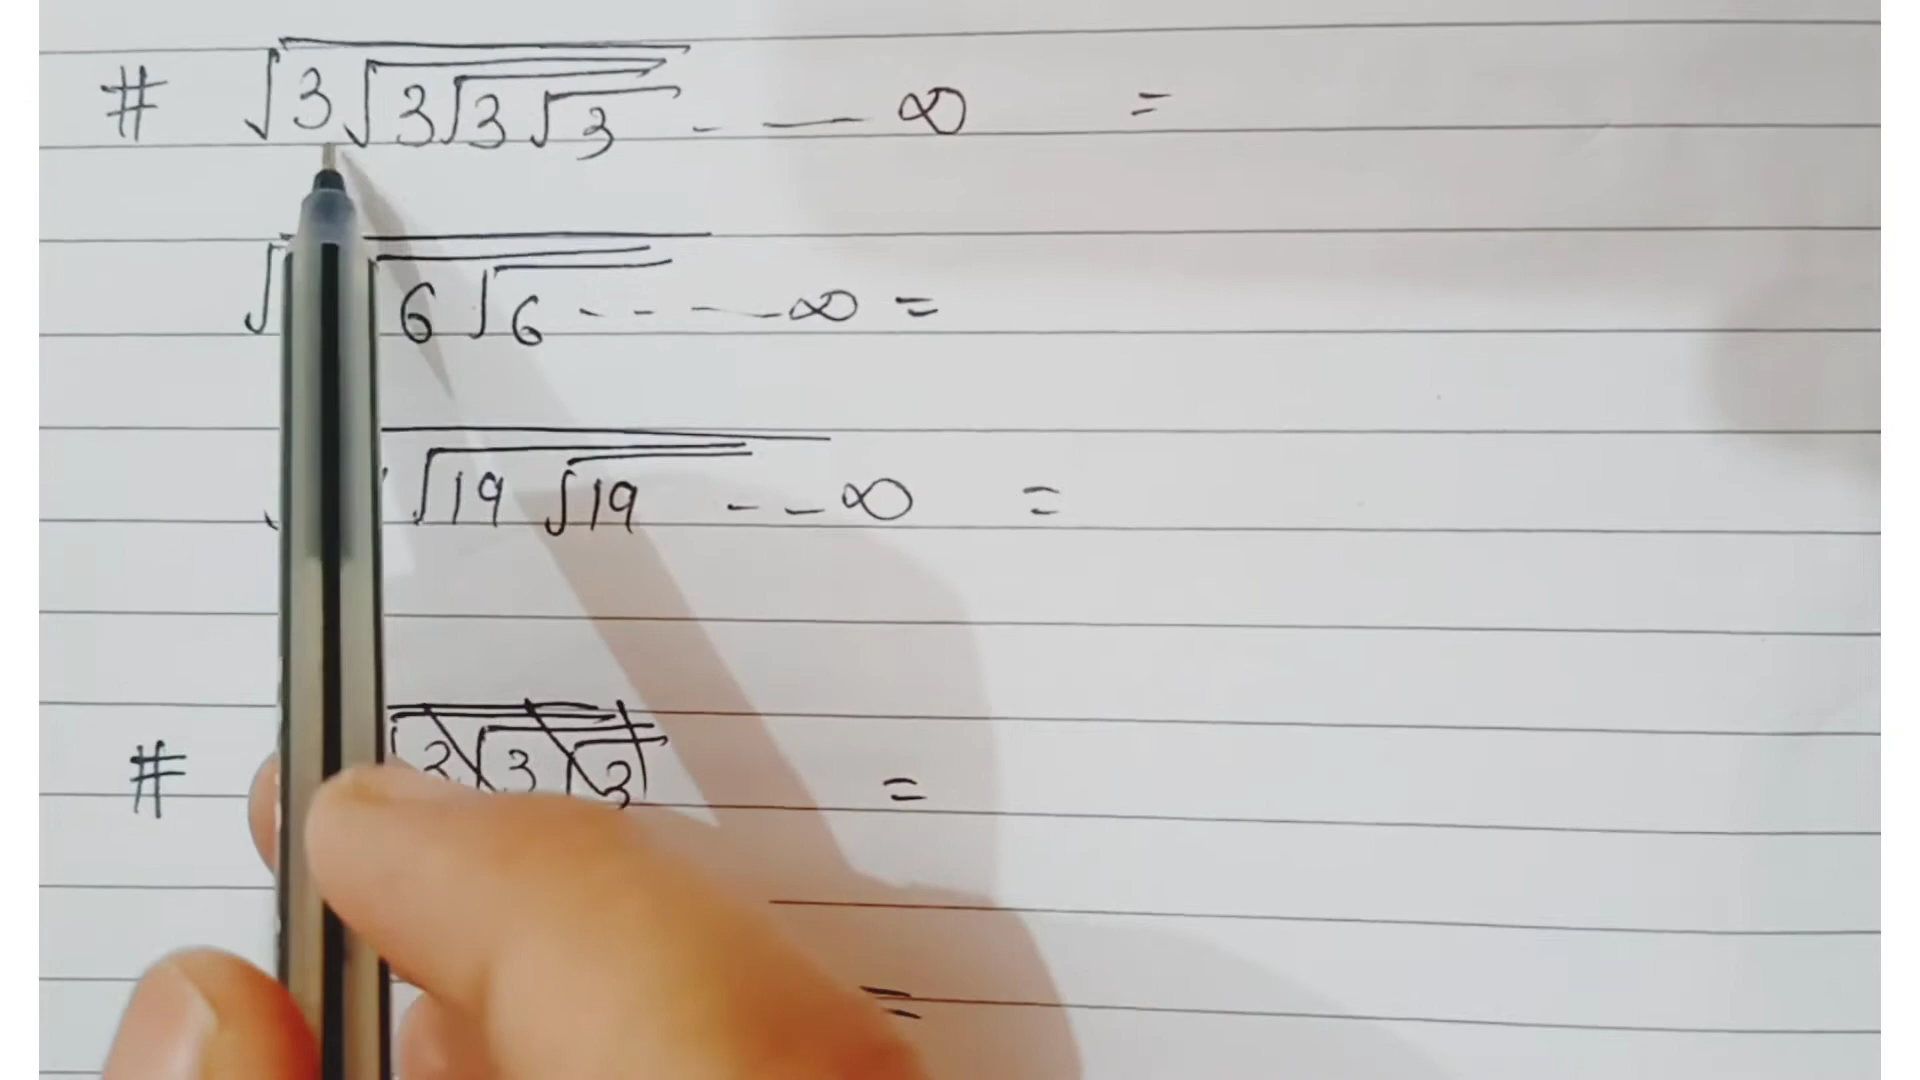 # √3√3√3√3 - — ∞ =
√ 6√6 - - - — ∞ =
√19√19 - - ∞ =
# 3√3√3 =
=